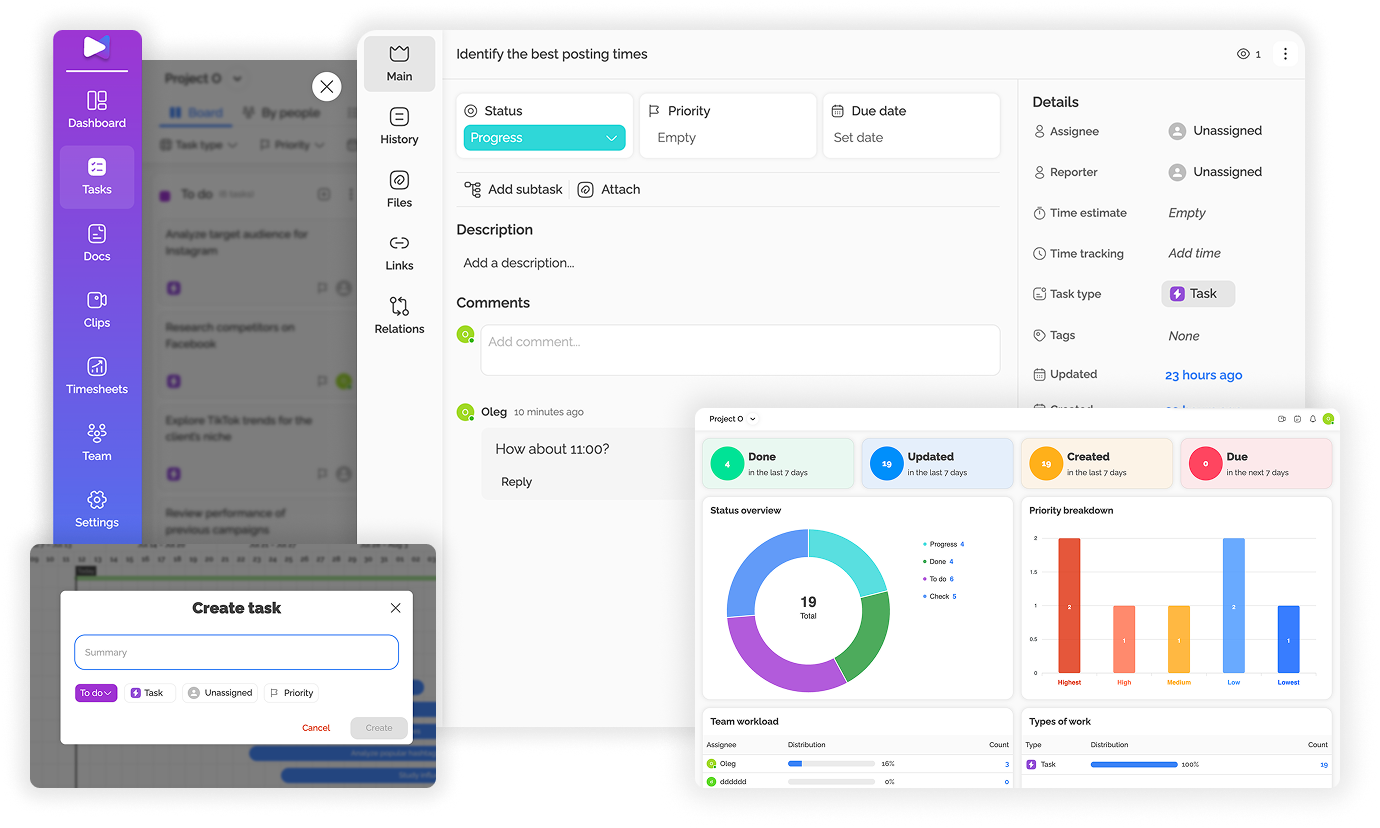 Dashboard
Tasks
Docs
Clips
Timesheets
Team
Settings
Project O
Board
By people
Task type
Priority
To do
Analyze target audience for
Instagram
Research competitors on
Facebook
Explore TikTok trends for the
client's niche
Review performance of
previous campaigns
Main
History
Files
Links
Relations
Identify the best posting times
1
Status
Progress
Priority
Empty
Due date
Set date
Add subtask
Attach
Description
Add a description...
Comments
O
Add comment...
O
Oleg 10 minutes ago
How about 11:00?
Reply
Details
Assignee
Unassigned
Reporter
Unassigned
Time estimate
Empty
Time tracking
Add time
Task type
Task
Tags
None
Updated
23 hours ago
Create task
Summary
To do
Task
Unassigned
Priority
Cancel
Create
Project O
4
Done
in the last 7 days
19
Updated
in the last 7 days
19
Created
in the last 7 days
0
Due
in the next 7 days
Status overview
19
Total
Progress 4
Done 4
To do 6
Check 5
Priority breakdown
2
1.5
1
0.5
0
2
1
1
2
1
Highest
High
Medium
Low
Lowest
Team workload
Assignee Distribution Count
Oleg 16% 3
dddddd 0% 0
Types of work
Type Distribution Count
Task 100% 19